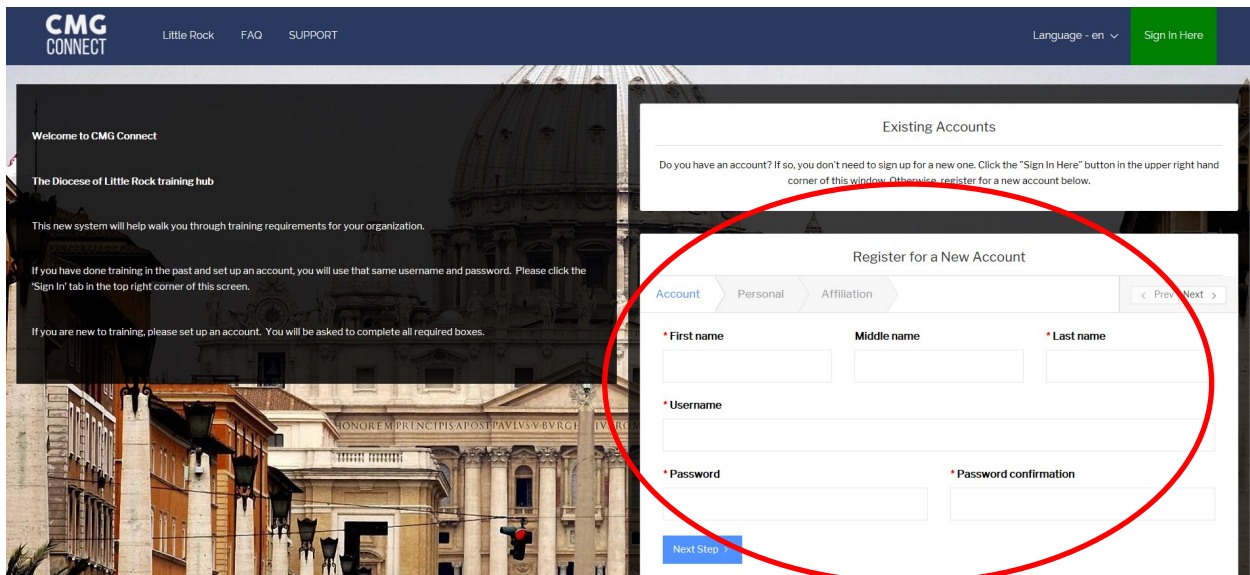 CMG
CONNECT
Little Rock
FAQ
SUPPORT
Language - en
Sign In Here
Welcome to CMG Connect
The Diocese of Little Rock training hub
This new system will help walk you through training requirements for your organization.
If you have done training in the past and set up an account, you will use that same username and password. Please click the
'Sign In' tab in the top right corner of this screen.
If you are new to training, please set up an account. You will be asked to complete all required boxes.
HONOREM PRINCIPIS APOST PAVLVS V BVRGH
Existing Accounts
Do you have an account? If so, you don't need to sign up for a new one. Click the "Sign In Here" button in the upper right hand
corner of this window. Otherwise, register for a new account below.
Register for a New Account
Account
Personal
Affiliation
< Prev
Next >
* First name
Middle name
* Last name
* Username
* Password
* Password confirmation
Next Step >